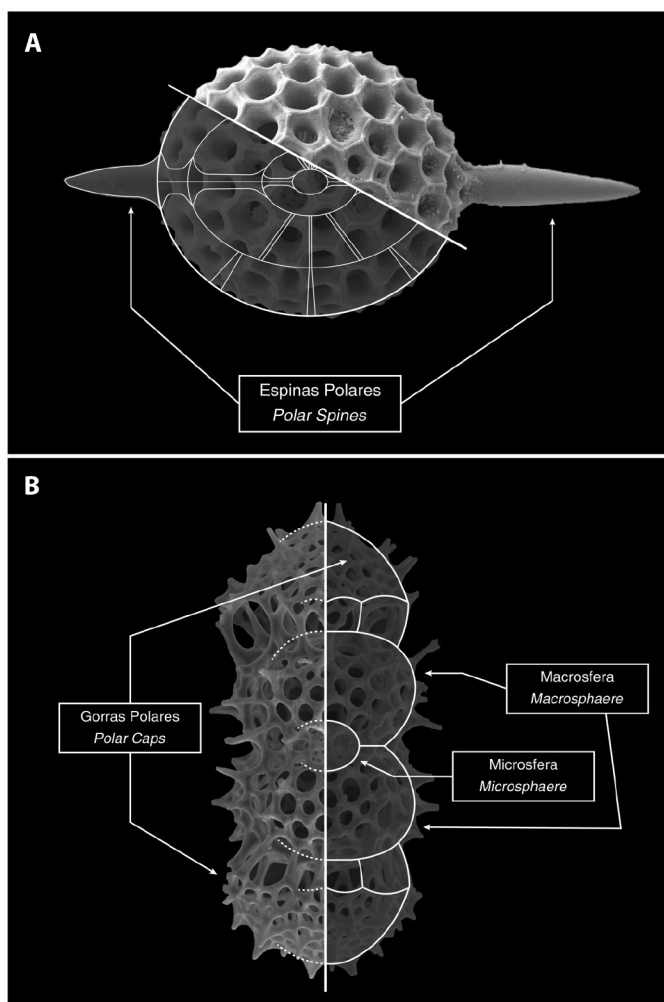 A
Espinas Polares
Polar Spines
B
Gorras Polares
Polar Caps
Macrosfera
Macrosphaere
Microsfera
Microsphaere